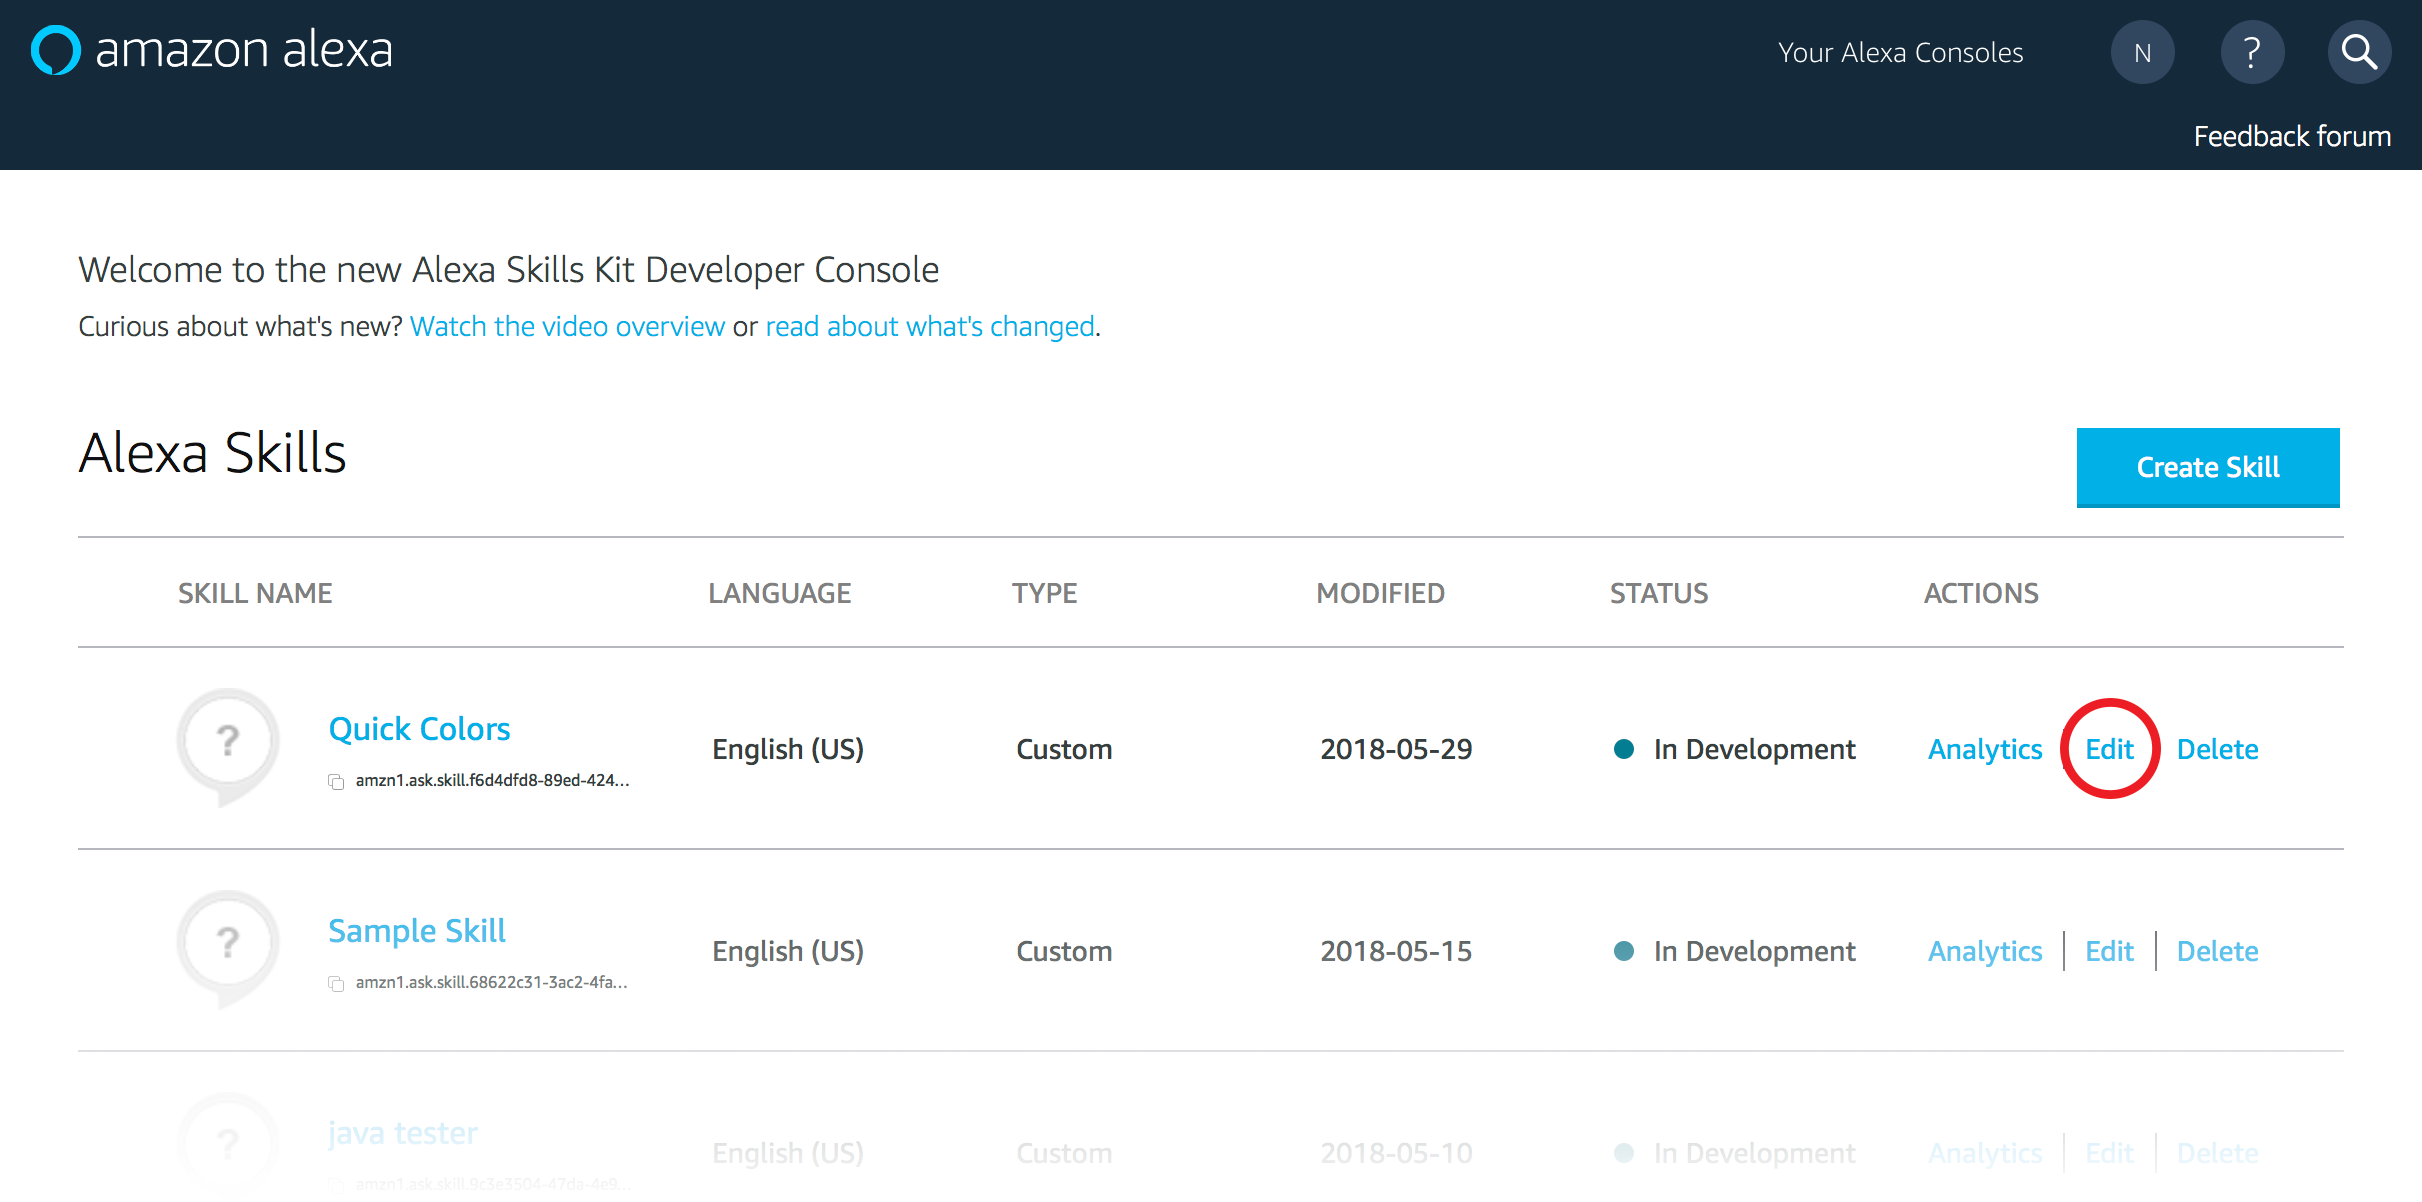 amazon alexa
Your Alexa Consoles N ?
Feedback forum
Welcome to the new Alexa Skills Kit Developer Console
Curious about what's new? Watch the video overview or read about what's changed.
Alexa Skills
Create Skill
SKILL NAME LANGUAGE TYPE MODIFIED STATUS ACTIONS
? Quick Colors English (US) Custom 2018-05-29 In Development Analytics Edit Delete
amzn1.ask.skill.f6d4dfd8-89ed-424...
? Sample Skill English (US) Custom 2018-05-15 In Development Analytics | Edit | Delete
amzn1.ask.skill.68622c31-3ac2-4fa...
? java tester English (US) Custom 2018-05-10 In Development Analytics | Edit | Delete
amzn1.ask.skill.9c3e3504-47da-4e9...